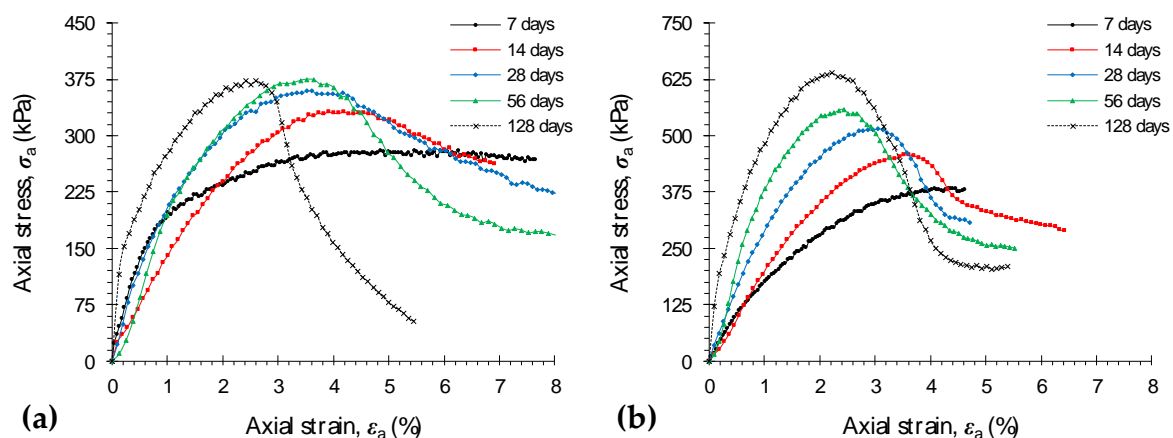 450
375
300
225
150
75
0
Axial stress, σa (kPa)
0 1 2 3 4 5 6 7 8
Axial strain, εa (%)
7 days
14 days
28 days
56 days
128 days
(a)
750
625
500
375
250
125
0
Axial stress, σa (kPa)
0 1 2 3 4 5 6 7 8
Axial strain, εa (%)
7 days
14 days
28 days
56 days
128 days
(b)